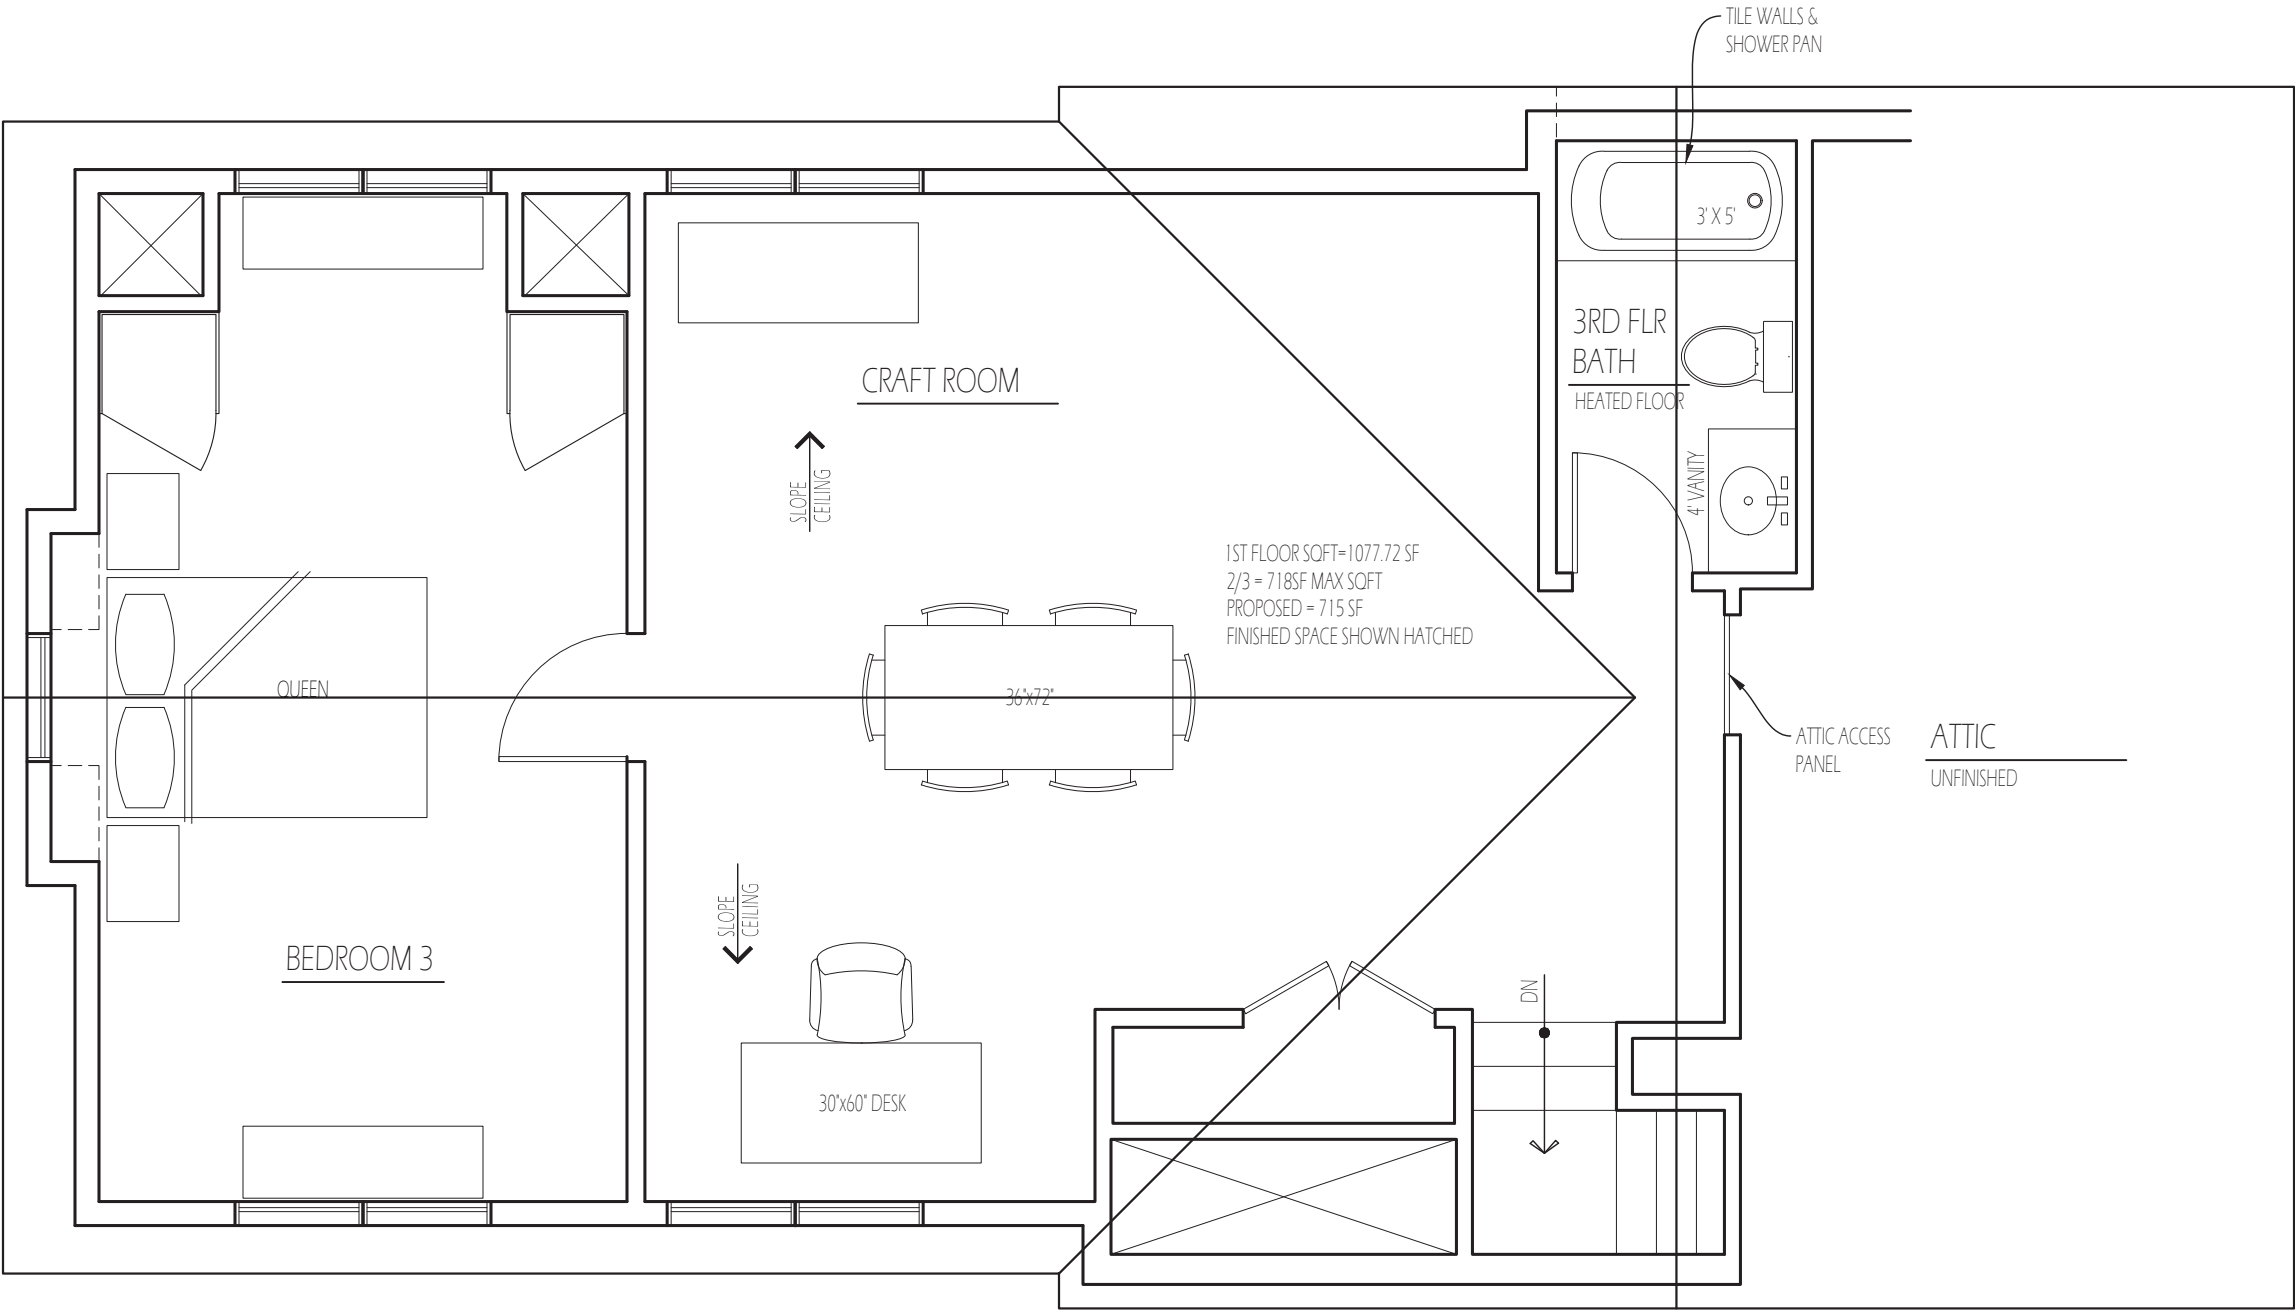 TILE WALLS &
SHOWER PAN
3' X 5'
3RD FLR
BATH
HEATED FLOOR
4' VANITY
CRAFT ROOM
SLOPE
CEILING
1ST FLOOR SQFT=1077.72 SF
2/3 = 718SF MAX SQFT
PROPOSED = 715 SF
FINISHED SPACE SHOWN HATCHED
QUEEN
36"x72"
ATTIC ACCESS
PANEL
ATTIC
UNFINISHED
SLOPE
CEILING
BEDROOM 3
DN
30"x60" DESK